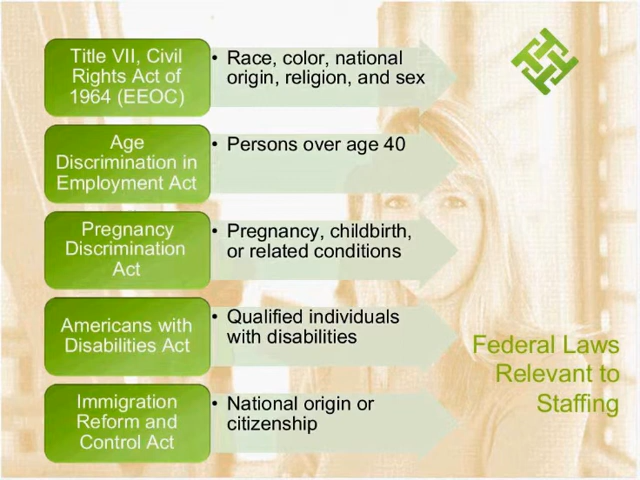 Title VII, Civil
Rights Act of
1964 (EEOC)
• Race, color, national
origin, religion, and sex
Age
Discrimination in
Employment Act
• Persons over age 40
Pregnancy
Discrimination
Act
• Pregnancy, childbirth,
or related conditions
Americans with
Disabilities Act
• Qualified individuals
with disabilities
Immigration
Reform and
Control Act
• National origin or
citizenship
Federal Laws
Relevant to
Staffing